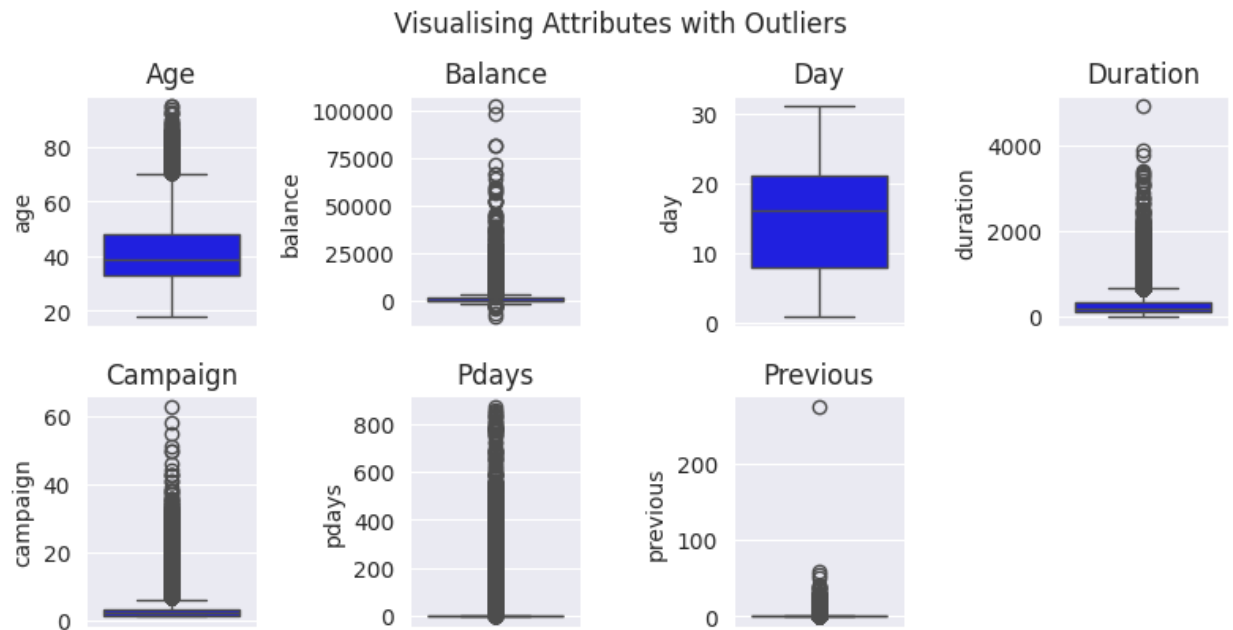 Visualising Attributes with Outliers
Age
Balance
Day
Duration
age
80
60
40
20
balance
100000
75000
50000
25000
0
day
30
20
10
0
duration
4000
2000
0
Campaign
Pdays
Previous
campaign
60
40
20
0
pdays
800
600
400
200
0
previous
200
100
0